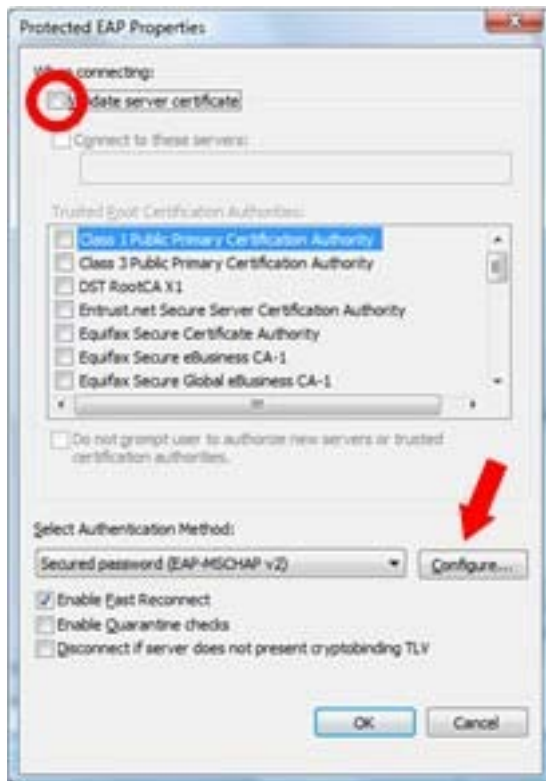 Protected EAP Properties
When connecting:
Validate server certificate
Connect to these servers:
Trusted Root Certification Authorities:
Class 1 Public Primary Certification Authority
Class 3 Public Primary Certification Authority
DST RootCA X1
Entrust.net Secure Server Certification Authority
Equifax Secure Certificate Authority
Equifax Secure eBusiness CA-1
Equifax Secure Global eBusiness CA-1
Do not prompt user to authorize new servers or trusted
certification authorities.
Select Authentication Method:
Secured password (EAP-MSCHAP v2)
Configure...
Enable Fast Reconnect
Enable Quarantine checks
Disconnect if server does not present cryptobinding TLV
OK
Cancel